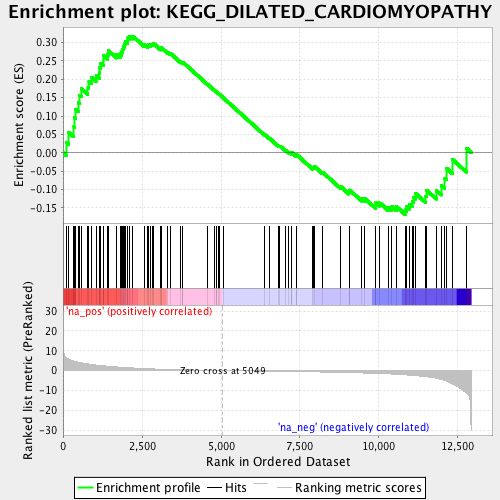 Enrichment plot: KEGG_DILATED_CARDIOMYOPATHY
Enrichment score (ES)
0.30
0.25
0.20
0.15
0.10
0.05
0.00
-0.05
-0.10
-0.15
'na_pos' (positively correlated)
Ranked list metric (PreRanked)
30
20
10
0
-10
-20
-30
Zero cross at 5049
'na_neg' (negatively correlated)
0
2,500
5,000
7,500
10,000
12,500
Rank in Ordered Dataset
Enrichment profile
Hits
Ranking metric scores